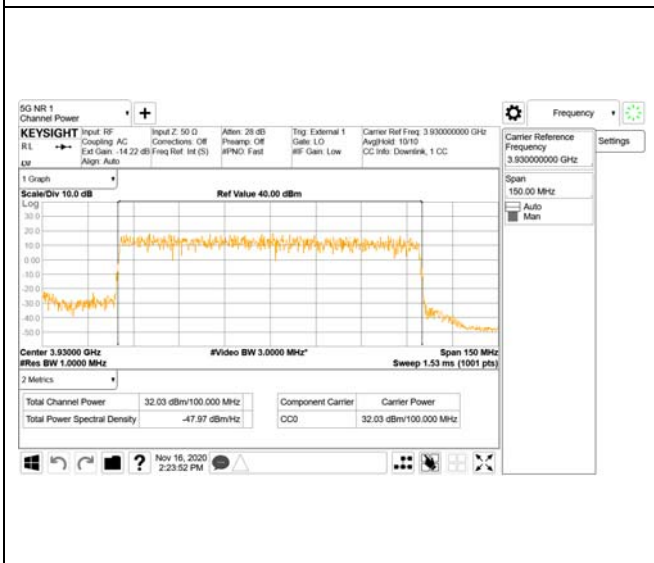 5G NR 1
Channel Power
+
Frequency
KEYSIGHT Input: RF Input Z: 50 Ω Atten: 28 dB Trig: External 1 Carrier Ref Freq: 3.930000000 GHz
RL Coupling: AC Corrections: Off Preamp: Off Gate: LO Avg|Hold: 10/10
Ext Gain: -14.22 dB Freq Ref: Int (S) #PNO: Fast #IF Gain: Low CC Info: Downlink, 1 CC
Align: Auto
Carrier Reference
Frequency
3.930000000 GHz
Settings
Span
150.00 MHz
Auto
Man
1 Graph
Scale/Div 10.0 dB Ref Value 40.00 dBm
Log
30.0
20.0
10.0
0.00
-10.0
-20.0
-30.0
-40.0
-50.0
Center 3.93000 GHz #Video BW 3.0000 MHz* Span 150 MHz
#Res BW 1.0000 MHz Sweep 1.53 ms (1001 pts)
2 Metrics
Total Channel Power 32.03 dBm/100.000 MHz Component Carrier Carrier Power
Total Power Spectral Density -47.97 dBm/Hz CC0 32.03 dBm/100.000 MHz
? Nov 16, 2020
2:23:52 PM